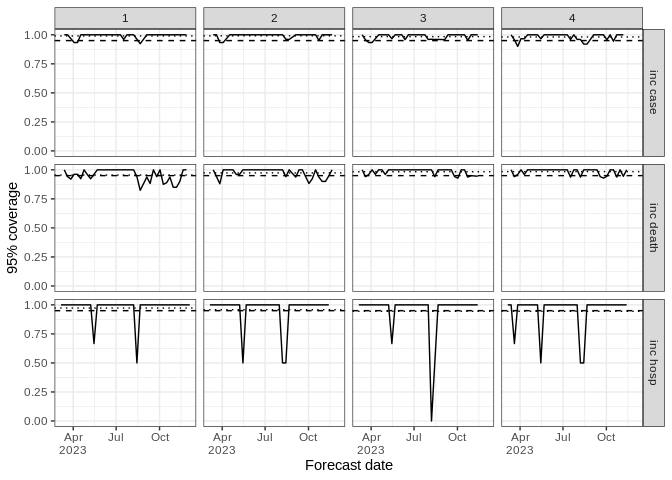 1 2 3 4
1.00
0.75
0.50
0.25
0.00
inc case
1.00
0.75
0.50
0.25
0.00
inc death
1.00
0.75
0.50
0.25
0.00
inc hosp
95% coverage
Apr Jul Oct Apr Jul Oct Apr Jul Oct Apr Jul Oct
2023 2023 2023 2023
Forecast date